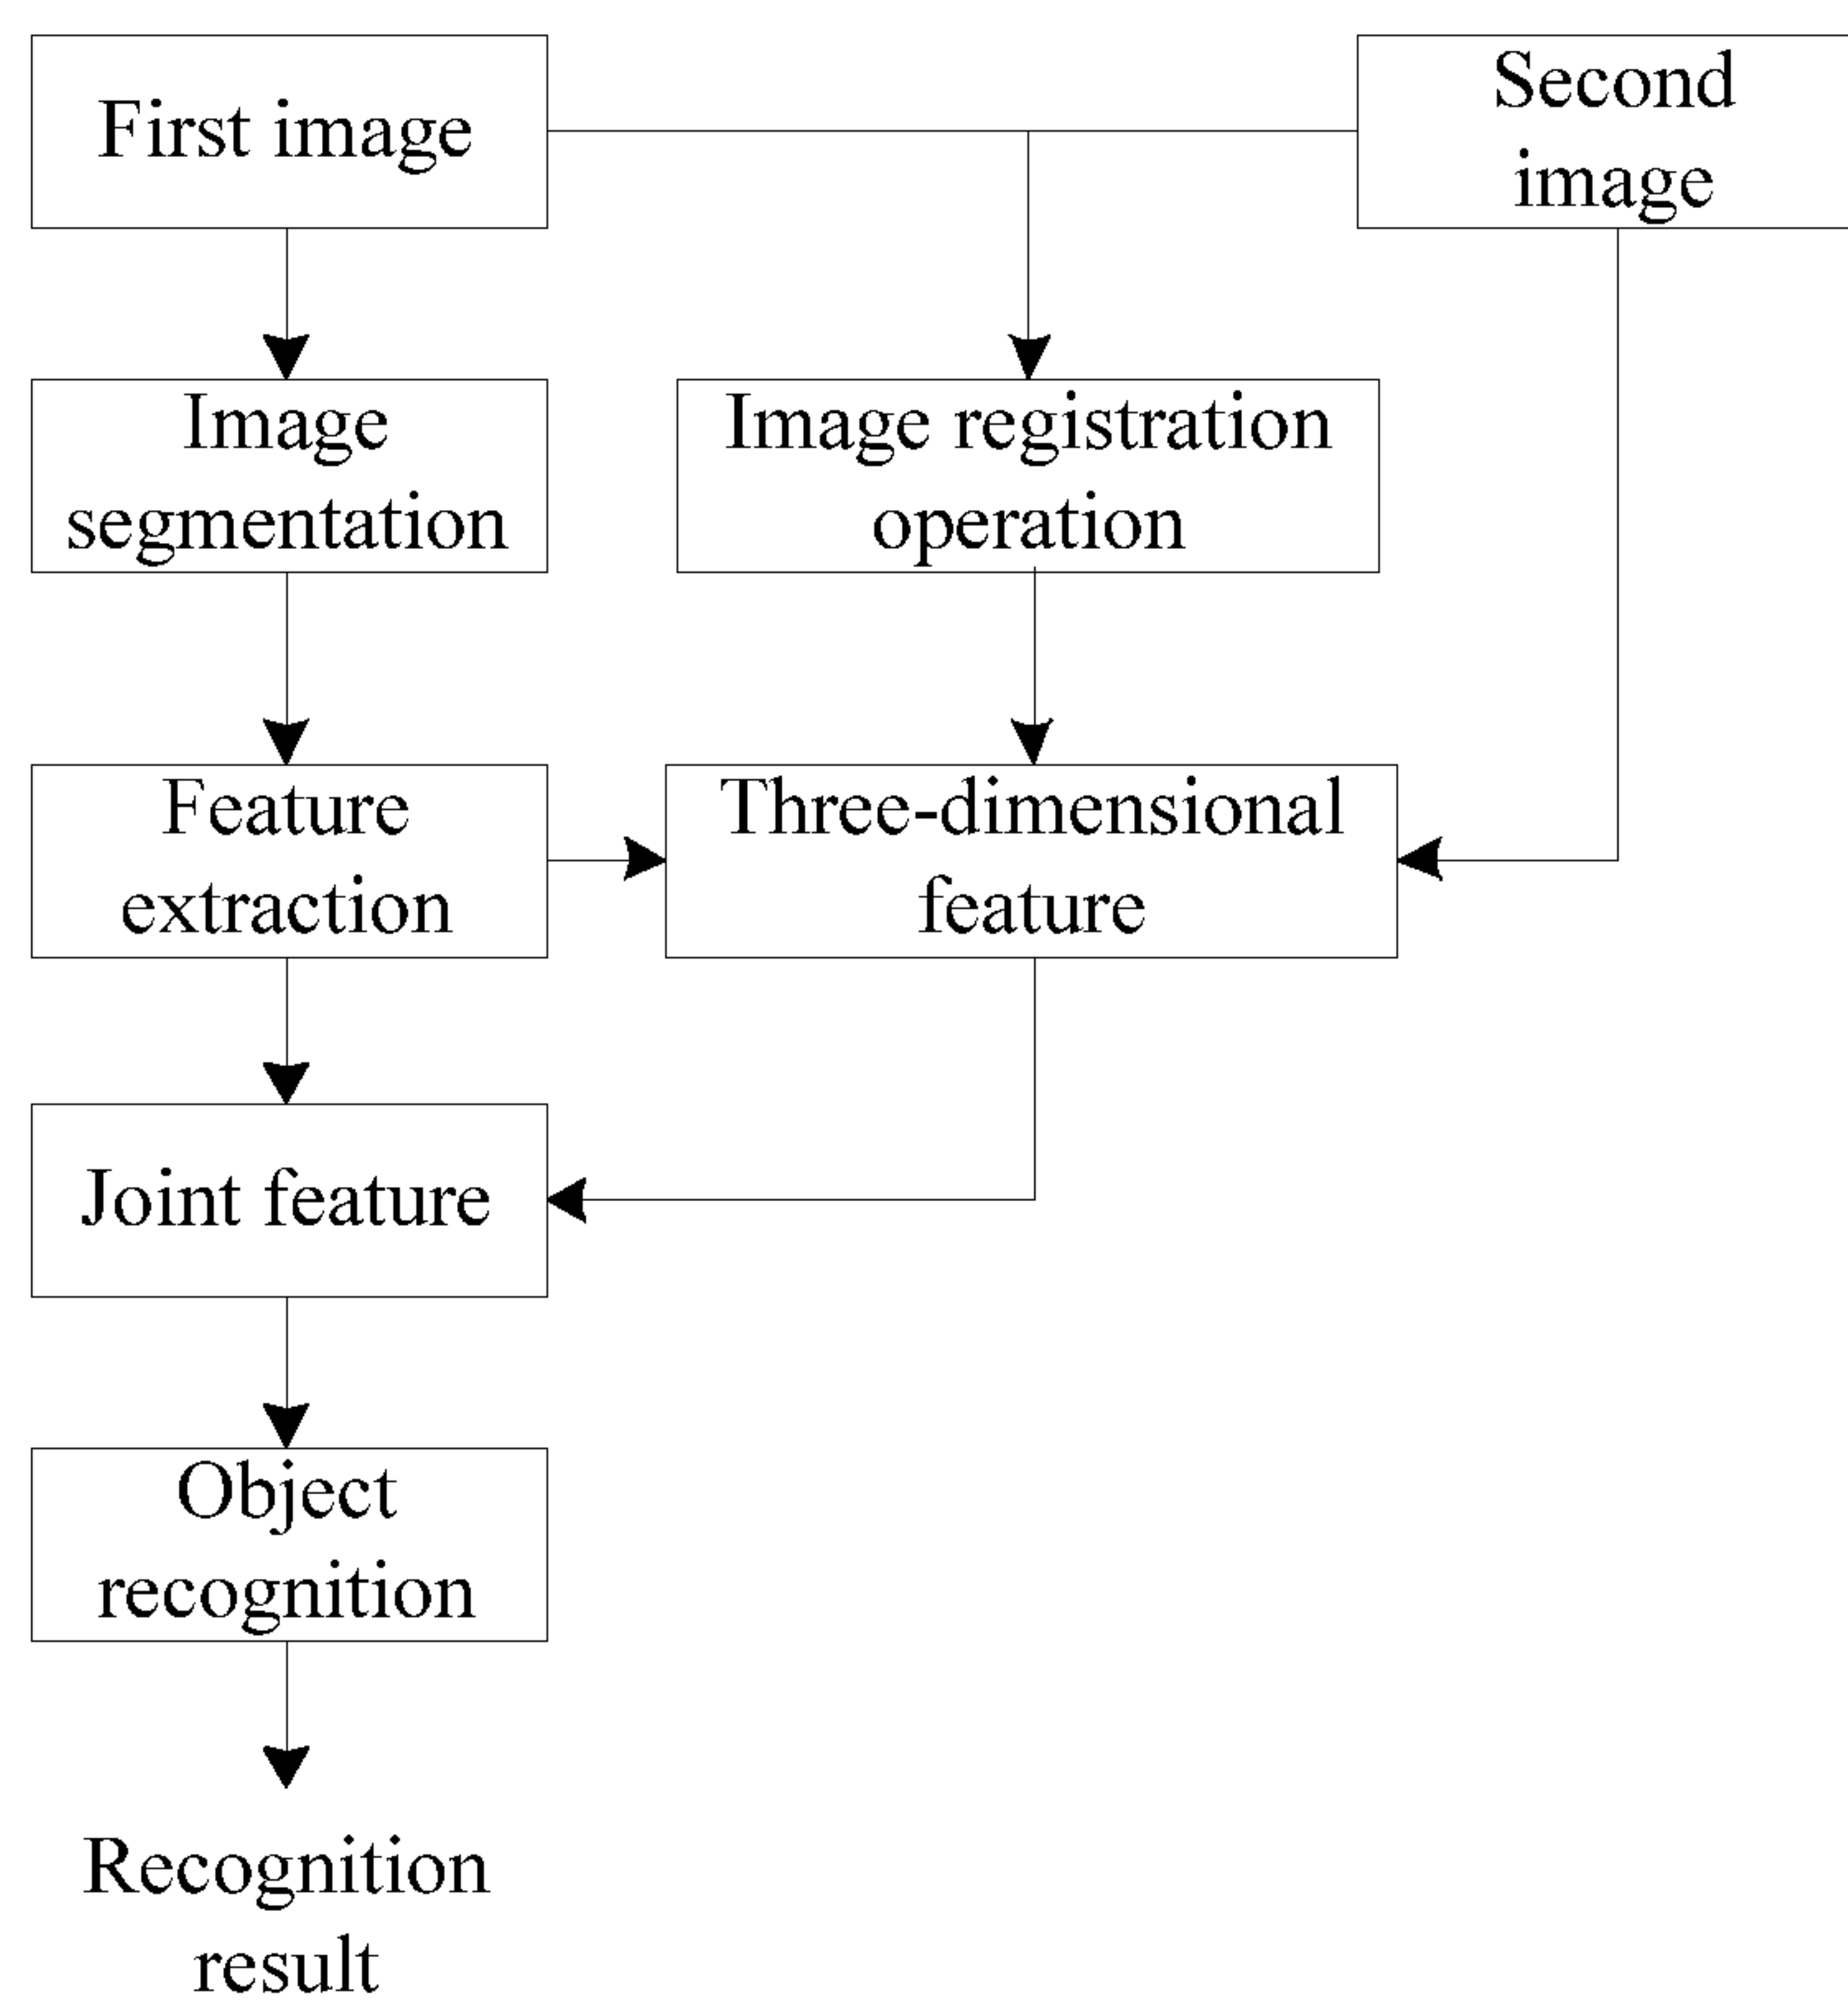 First image
Second
image
Image
segmentation
Image registration
operation
Feature
extraction
Three-dimensional
feature
Joint feature
Object
recognition
Recognition
result